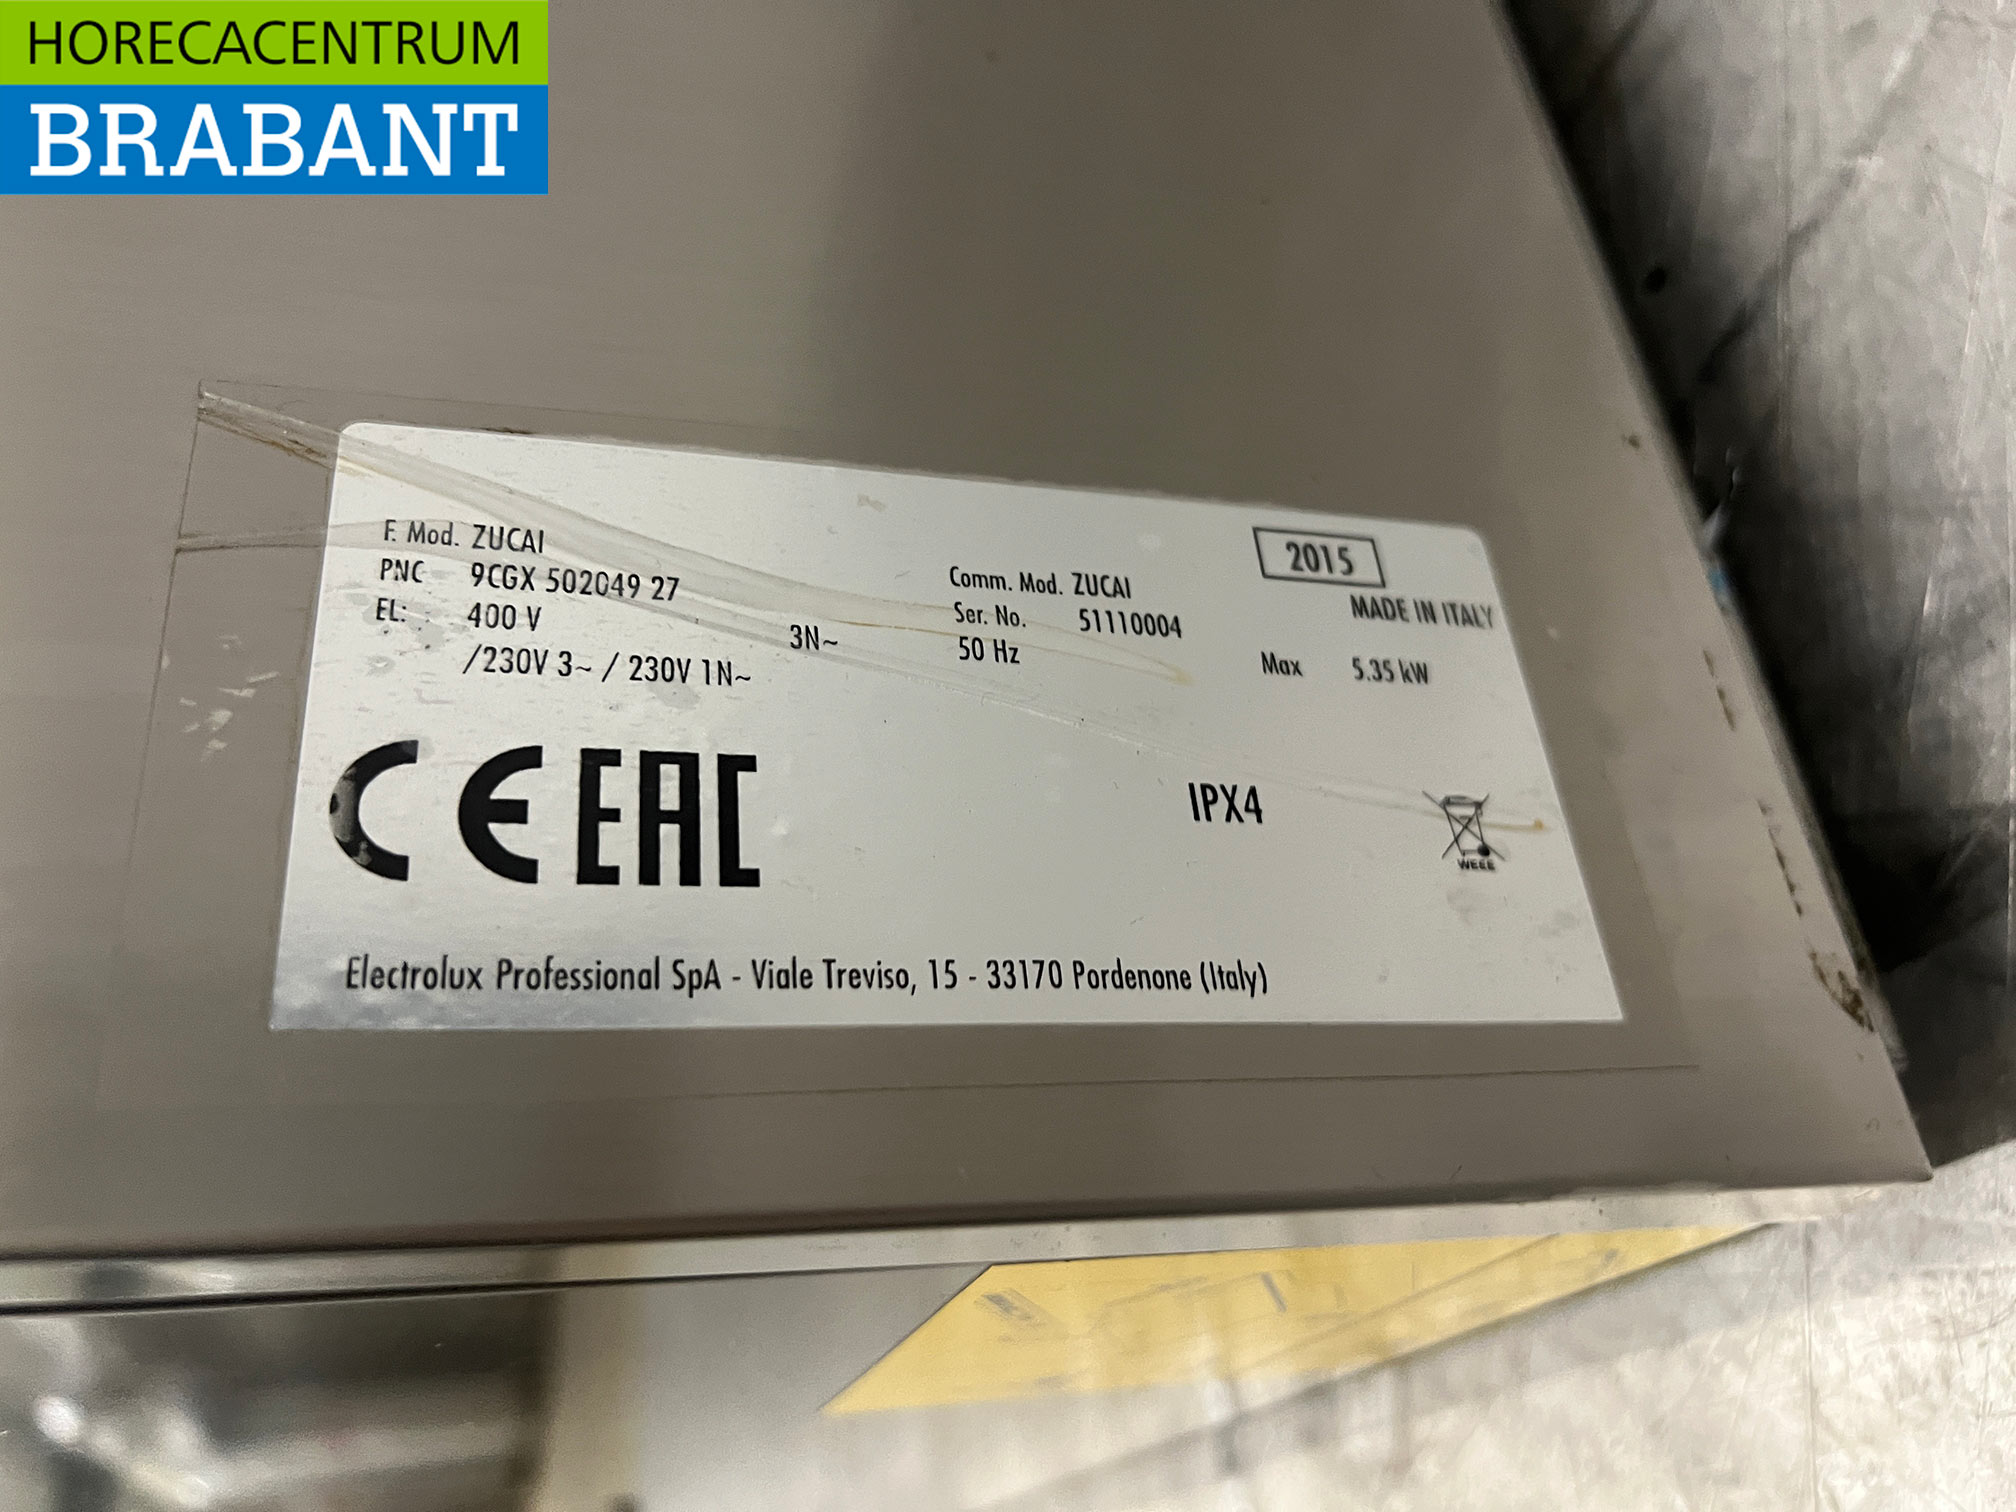 HORECACENTRUM
BRABANT
F. Mod. ZUCAI
PNC 9CGX 502049 27
EL: 400 V 3N~
/230V 3~ / 230V 1N~
Comm. Mod. ZUCAI
Ser. No. 51110004
50 Hz
2015
MADE IN ITALY
Max 5.35 kW
CE EAC
IPX4
WEEE
Electrolux Professional SpA - Viale Treviso, 15 - 33170 Pordenone (Italy)